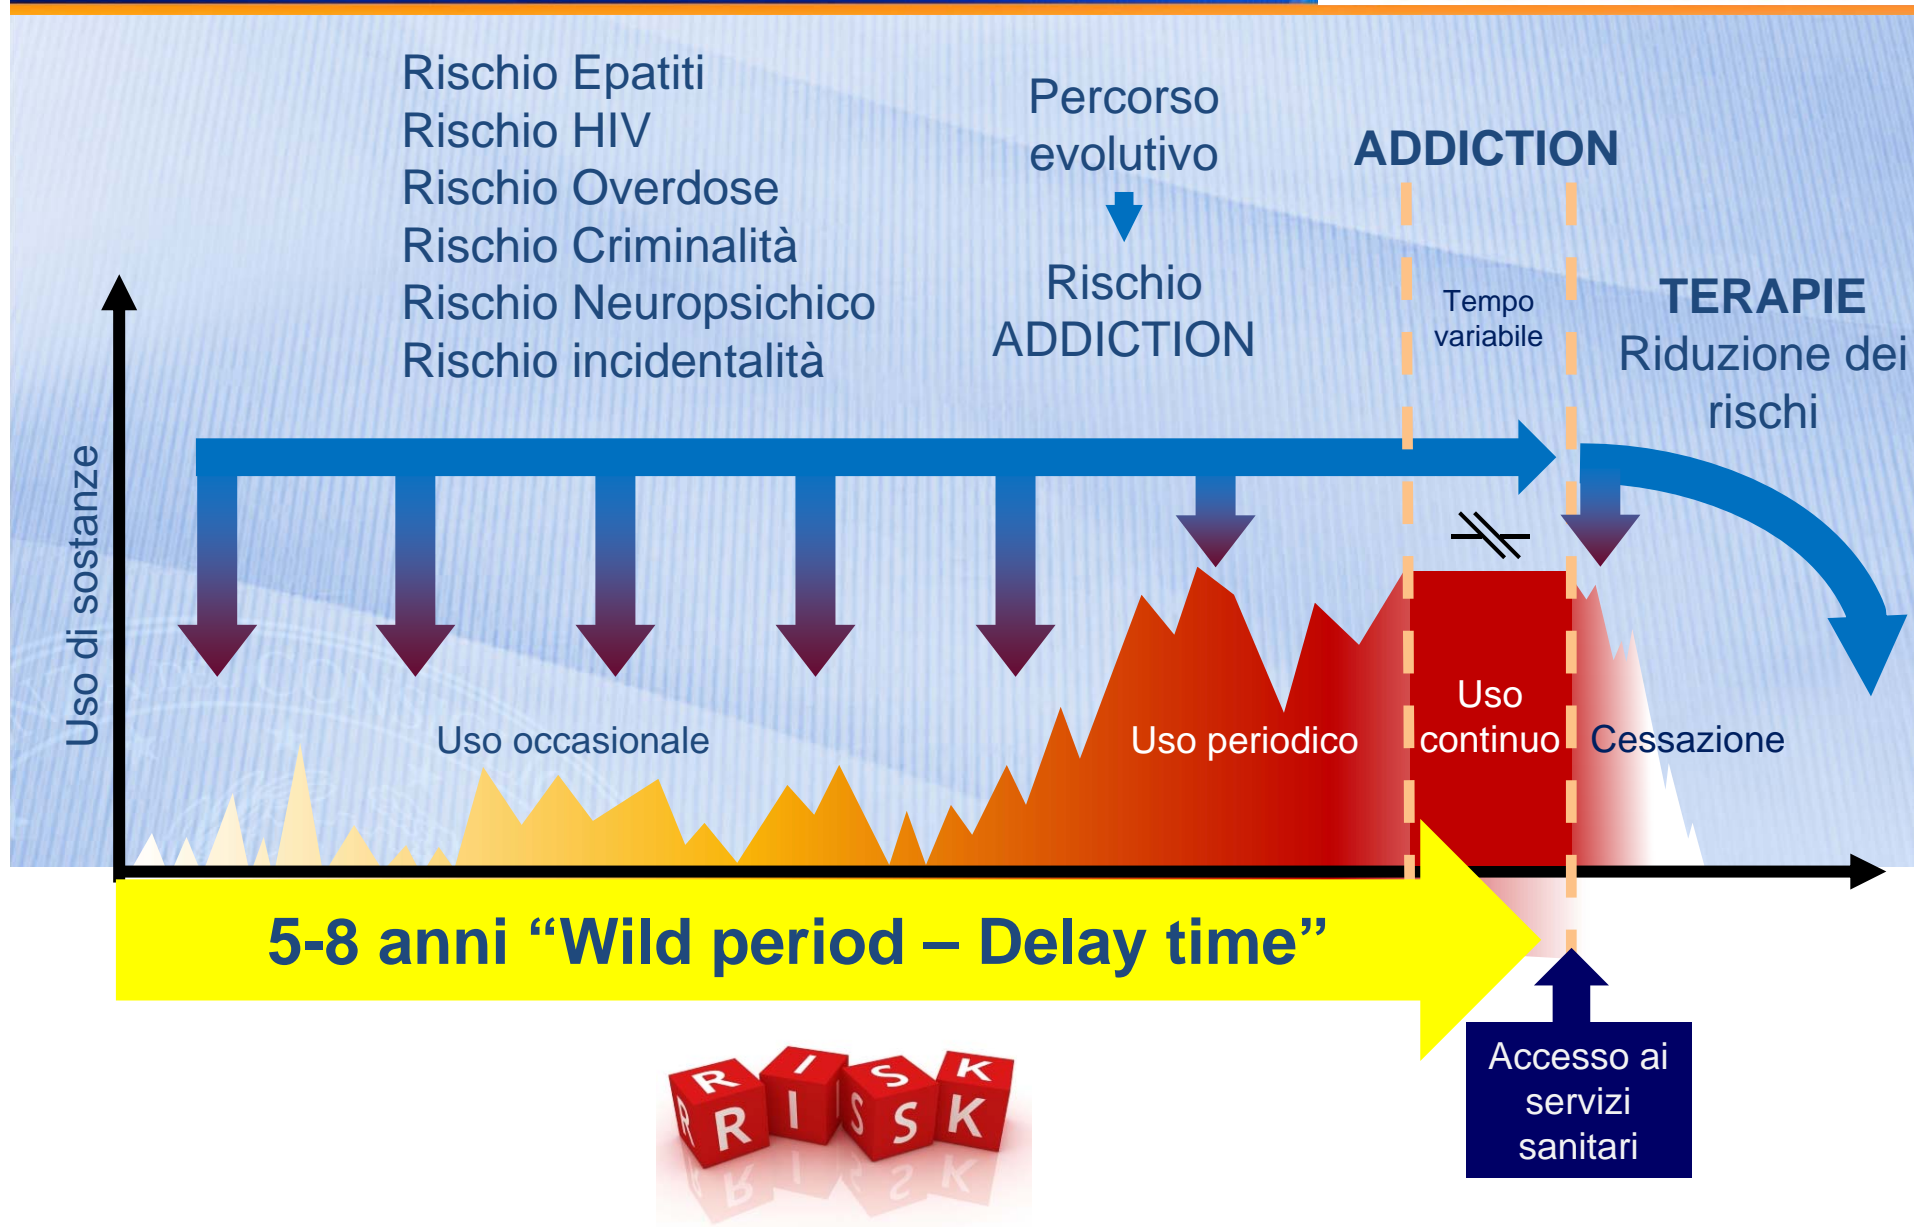 Rischio Epatiti
Rischio HIV
Rischio Overdose
Rischio Criminalità
Rischio Neuropsichico
Rischio incidentalità
Percorso
evolutivo
Rischio
ADDICTION
ADDICTION
Tempo
variabile
TERAPIE
Riduzione dei
rischi
Uso di sostanze
Uso occasionale
Uso periodico
Uso
continuo
Cessazione
5-8 anni “Wild period – Delay time”
R I S K
R I S S K
Accesso ai
servizi
sanitari